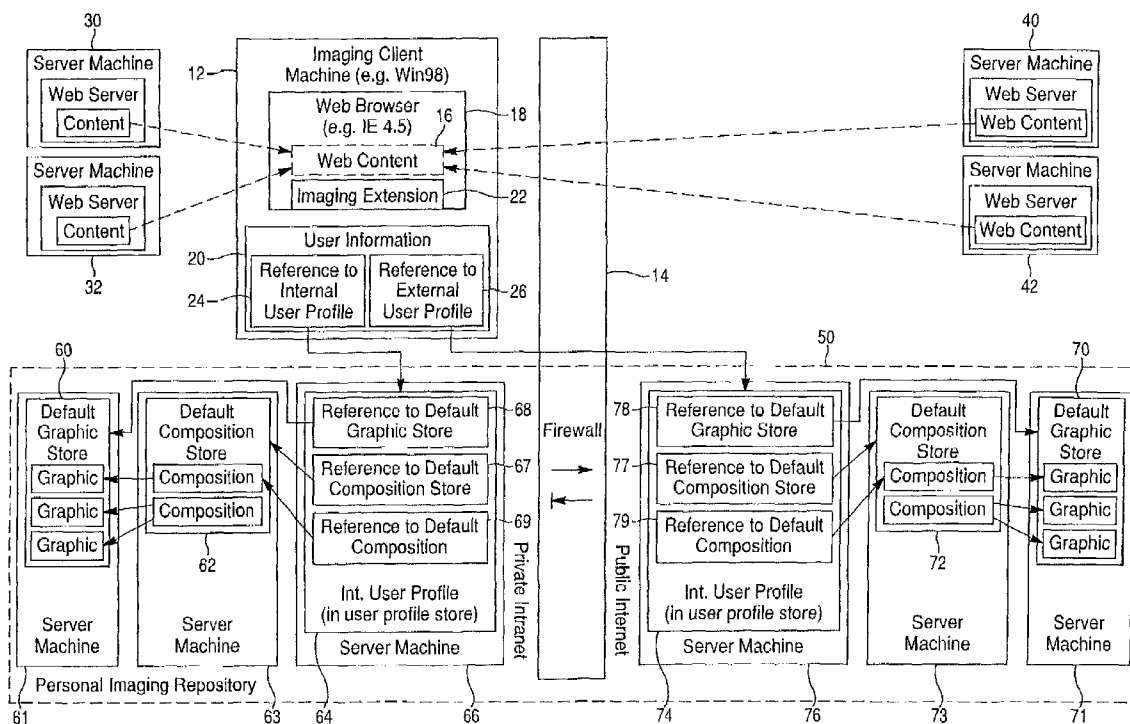 30
Server Machine
Web Server
Content
Server Machine
Web Server
Content
32
12
Imaging Client
Machine (e.g. Win98)
Web Browser
(e.g. IE 4.5)
16
18
Web Content
Imaging Extension
22
User Information
20
Reference to
Internal
User Profile
24
Reference to
External
User Profile
26
14
40
Server Machine
Web Server
Web Content
Server Machine
Web Server
Web Content
42
50
60
Default
Graphic
Store
Graphic
Graphic
Graphic
Server
Machine
61
Default
Composition
Store
Composition
Composition
62
Server
Machine
63
Reference to Default
Graphic Store
68
Reference to Default
Composition Store
67
Reference to Default
Composition
69
Int. User Profile
(in user profile store)
Server Machine
64
66
Private Intranet
Firewall
Public Internet
78
Reference to Default
Graphic Store
77
Reference to Default
Composition Store
79
Reference to Default
Composition
Int. User Profile
(in user profile store)
Server Machine
74
76
Default
Composition
Store
Composition
Composition
72
Server
Machine
73
70
Default
Graphic
Store
Graphic
Graphic
Graphic
Server
Machine
71
Personal Imaging Repository